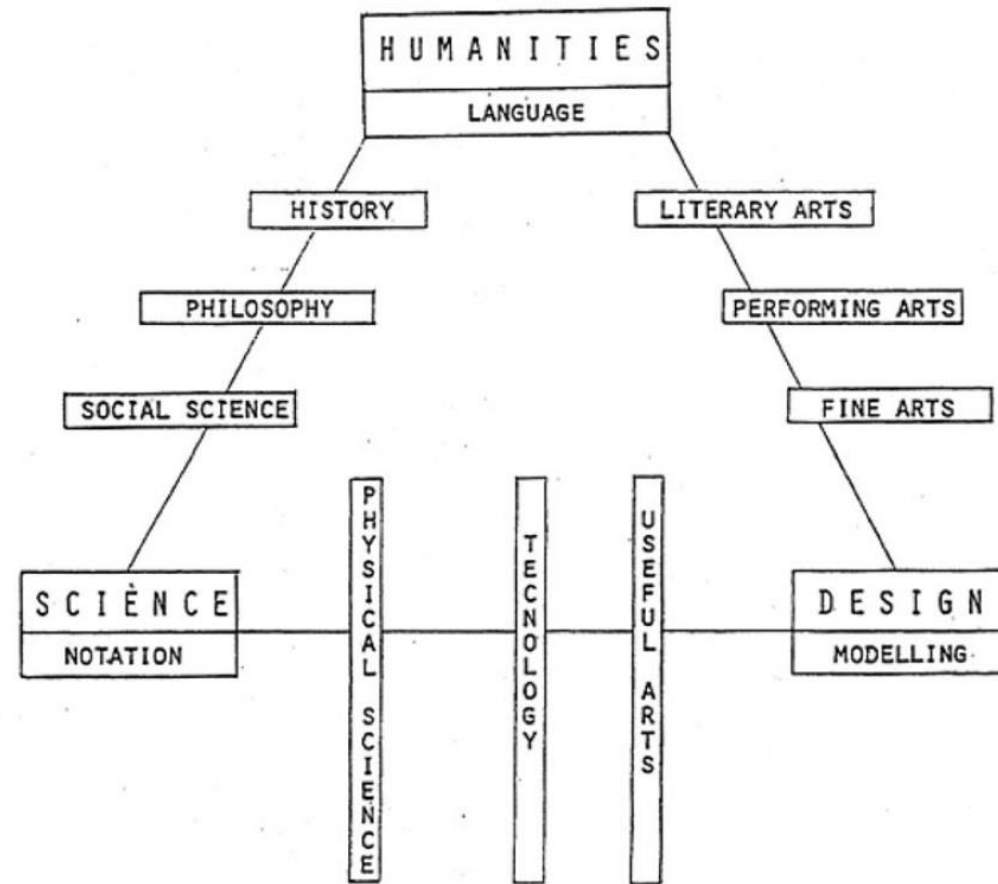 HUMANITIES
LANGUAGE
HISTORY
LITERARY ARTS
PHILOSOPHY
PERFORMING ARTS
SOCIAL SCIENCE
FINE ARTS
PHYSICAL SCIENCE
TECNOLOGY
USEFUL ARTS
SCIENCE
NOTATION
DESIGN
MODELLING